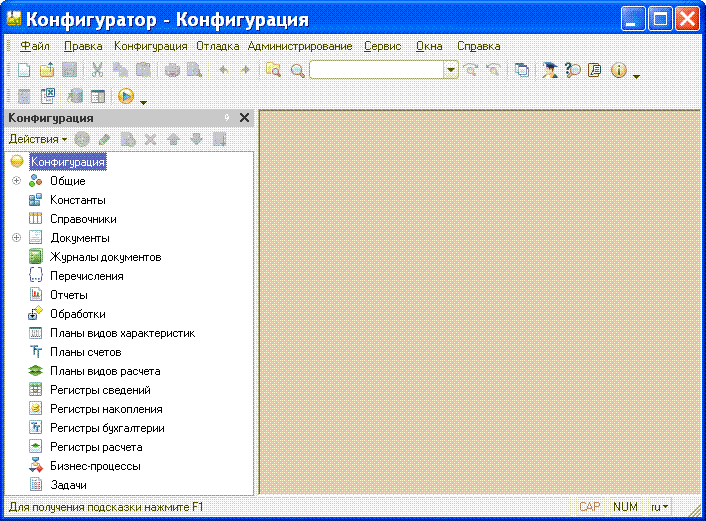 Конфигуратор - Конфигурация
Файл Правка Конфигурация Отладка Администрирование Сервис Окна Справка
Конфигурация
Действия
Конфигурация
Общие
Константы
Справочники
Документы
Журналы документов
Перечисления
Отчеты
Обработки
Планы видов характеристик
Планы счетов
Планы видов расчета
Регистры сведений
Регистры накопления
Регистры бухгалтерии
Регистры расчета
Бизнес-процессы
Задачи
Для получения подсказки нажмите F1 CAP NUM ru